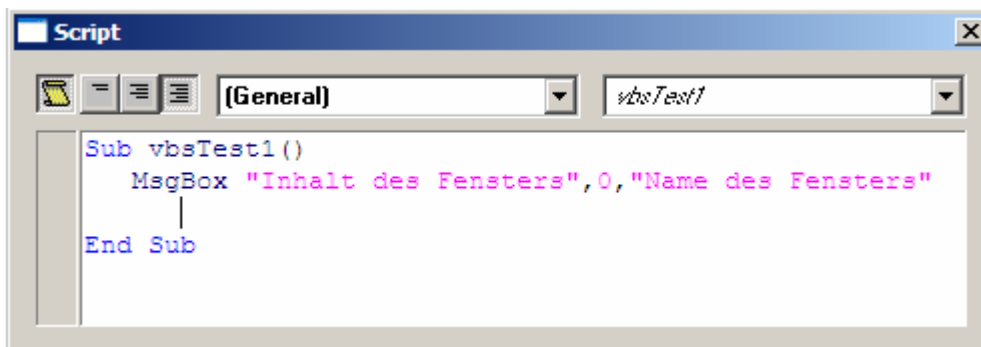 Script
(General) vbsTest1
Sub vbsTest1()
MsgBox "Inhalt des Fensters",0,"Name des Fensters"
End Sub